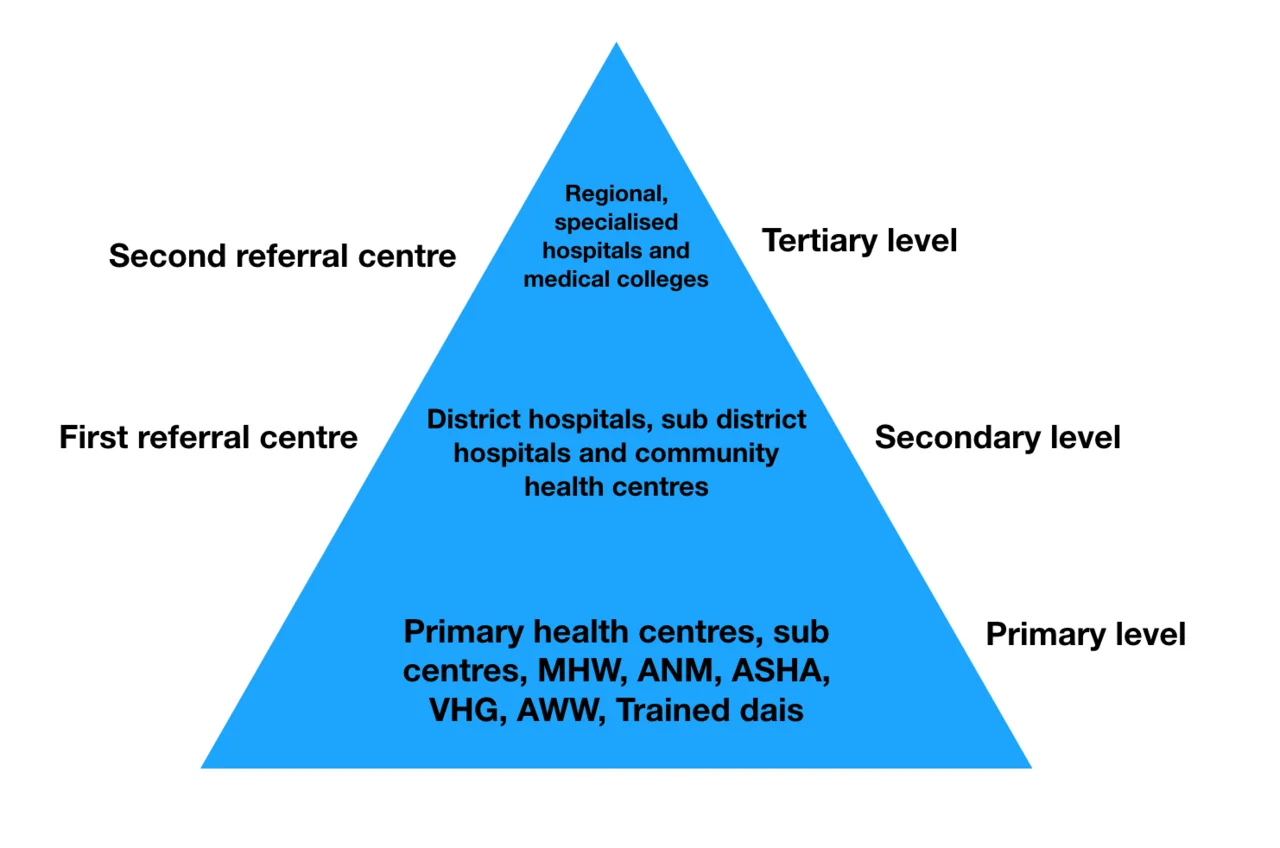 Regional,
specialised
hospitals and
medical colleges
Second referral centre
Tertiary level
District hospitals, sub district
hospitals and community
health centres
First referral centre
Secondary level
Primary health centres, sub
centres, MHW, ANM, ASHA,
VHG, AWW, Trained dais
Primary level